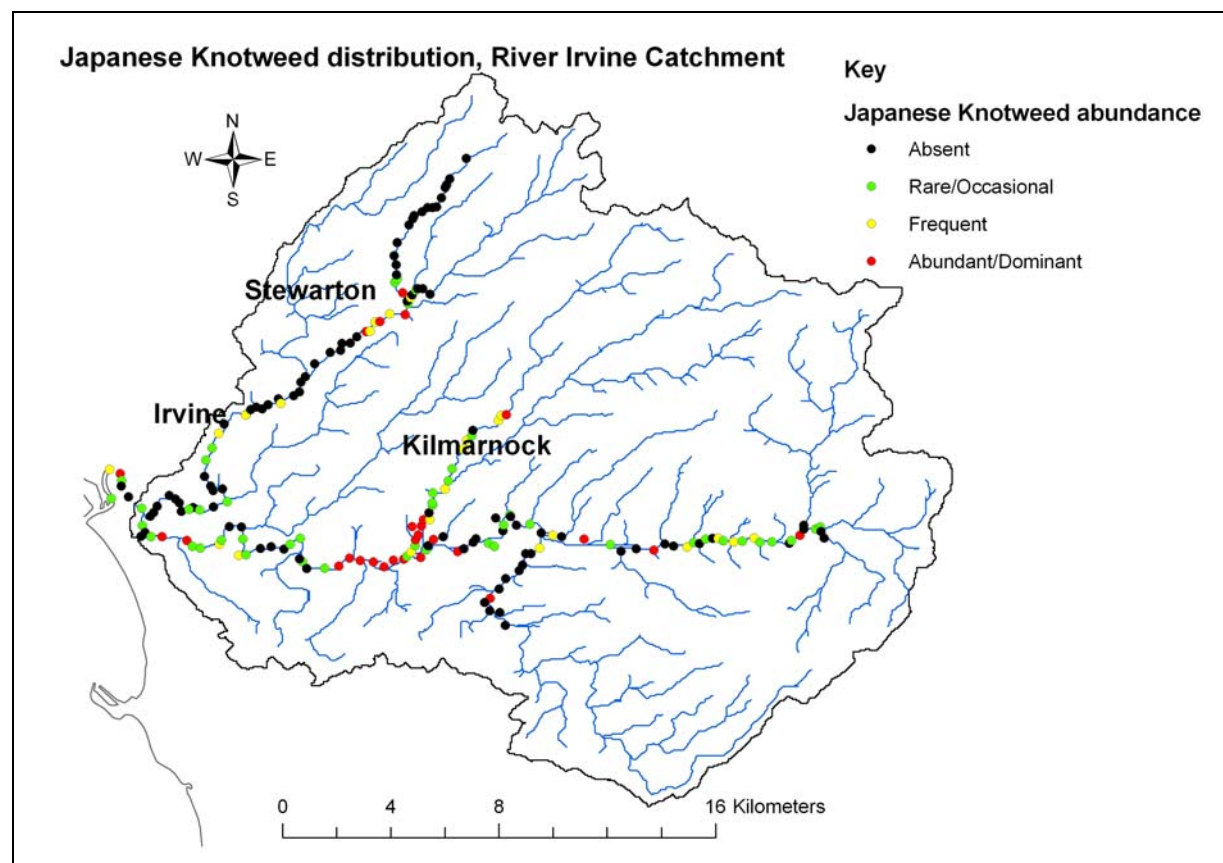 Japanese Knotweed distribution, River Irvine Catchment
Key
Japanese Knotweed abundance
Absent
Rare/Occasional
Frequent
Abundant/Dominant
N
W E
S
Stewarton
Irvine
Kilmarnock
0 4 8 16 Kilometers